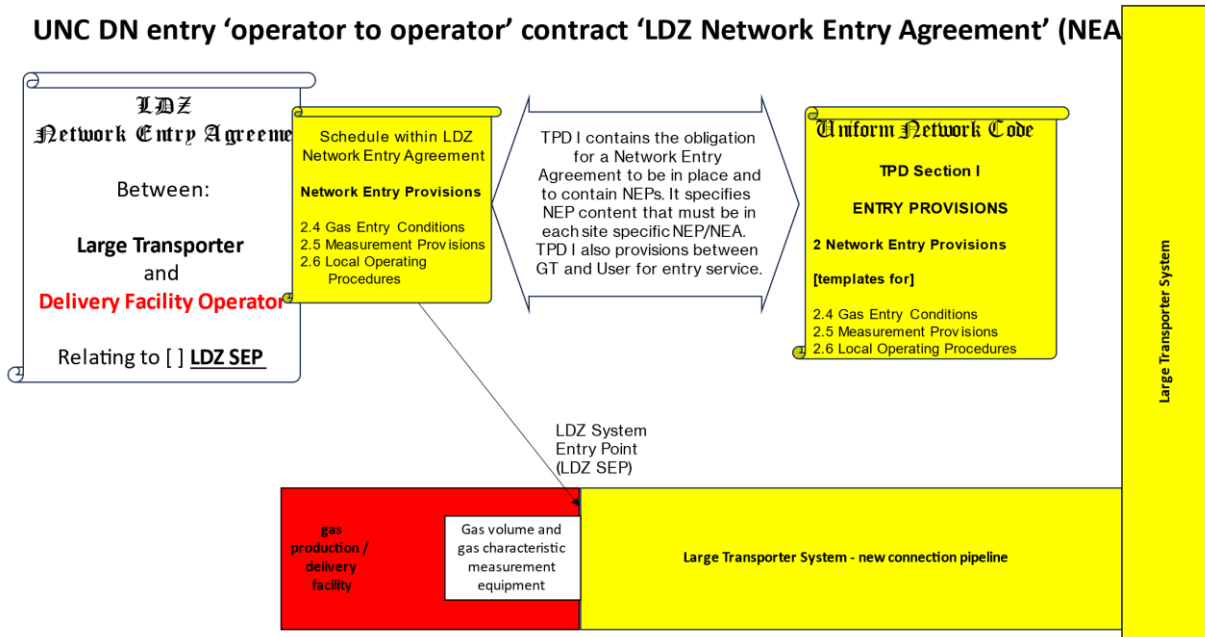 UNC DN entry ‘operator to operator’ contract ‘LDZ Network Entry Agreement’ (NEA
LDZ
Network Entry Agreeme
Between:
Large Transporter
and
Delivery Facility Operator
Relating to [ ] LDZ SEP
Schedule within LDZ
Network Entry Agreement
Network Entry Provisions
2.4 Gas Entry Conditions
2.5 Measurement Provisions
2.6 Local Operating
Procedures
TPD I contains the obligation
for a Network Entry
Agreement to be in place and
to contain NEPs. It specifies
NEP content that must be in
each site specific NEP/NEA.
TPD I also provisions between
GT and User for entry service.
Uniform Network Code
TPD Section I
ENTRY PROVISIONS
2 Network Entry Provisions
[templates for]
2.4 Gas Entry Conditions
2.5 Measurement Provisions
2.6 Local Operating Procedures
Large Transporter System
LDZ System
Entry Point
(LDZ SEP)
gas
production /
delivery
facility
Gas volume and
gas characteristic
measurement
equipment
Large Transporter System - new connection pipeline